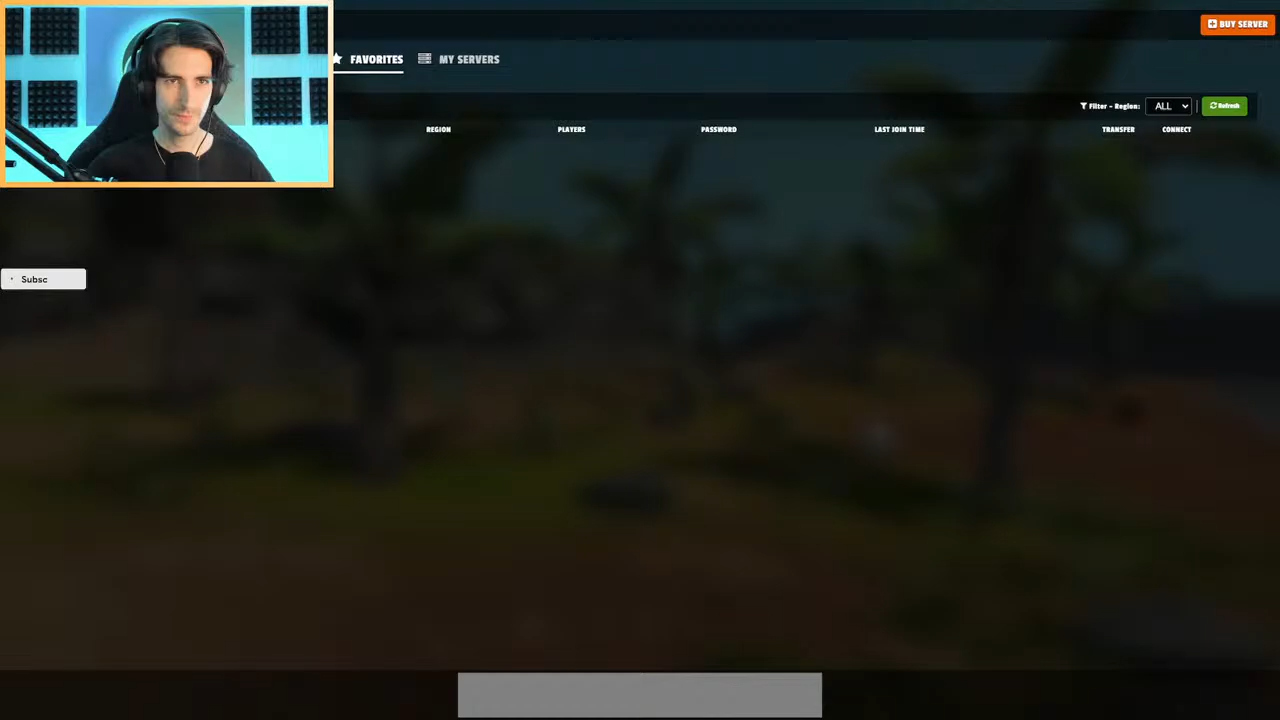 BUY SERVER
FAVORITES MY SERVERS
Filter - Region: ALL | Refresh
REGION PLAYERS PASSWORD LAST JOIN TIME TRANSFER CONNECT
Subsc